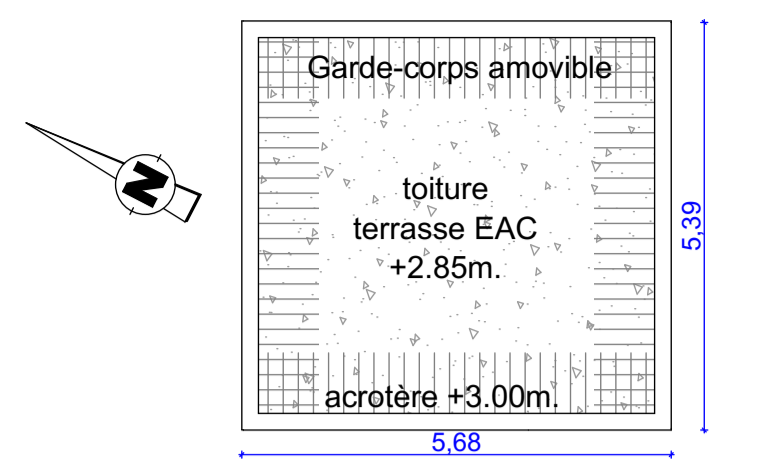 Garde-corps amovible
N
toiture
terrasse EAC
+2.85m.
5,39
acrotère +3.00m.
5,68